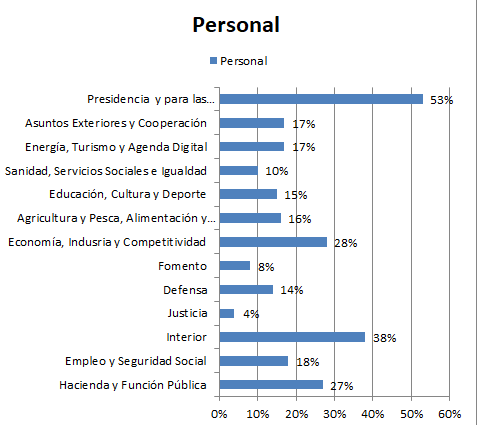 Personal
Personal
Presidencia y para las...
53%
Asuntos Exteriores y Cooperación
17%
Energía, Turismo y Agenda Digital
17%
Sanidad, Servicios Sociales e Igualdad
10%
Educación, Cultura y Deporte
15%
Agricultura y Pesca, Alimentación y...
16%
Economía, Indusria y Competitividad
28%
Fomento
8%
Defensa
14%
Justicia
4%
Interior
38%
Empleo y Seguridad Social
18%
Hacienda y Función Pública
27%
0% 10% 20% 30% 40% 50% 60%